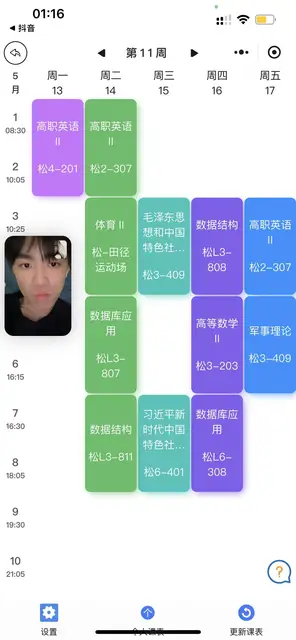 01:16
抖音
第 11 周
5
月
周一
13
周二
14
周三
15
周四
16
周五
17
1
08:30
高职英语
II
松4-201
高职英语
II
松2-307
2
10:05
3
10:25
体育 II
松-田径
运动场
毛泽东思
想和中国
特色社...
松3-409
数据结构
松L3-
808
高职英语
II
松2-307
数据库应
用
松L3-
807
高等数学
II
松3-203
军事理论
松3-409
6
16:15
7
16:30
数据结构
松L3-811
习近平新
时代中国
特色社...
松6-401
数据库应
用
松L6-
308
8
18:05
9
19:30
10
21:05
?
设置
个人课表
更新课表